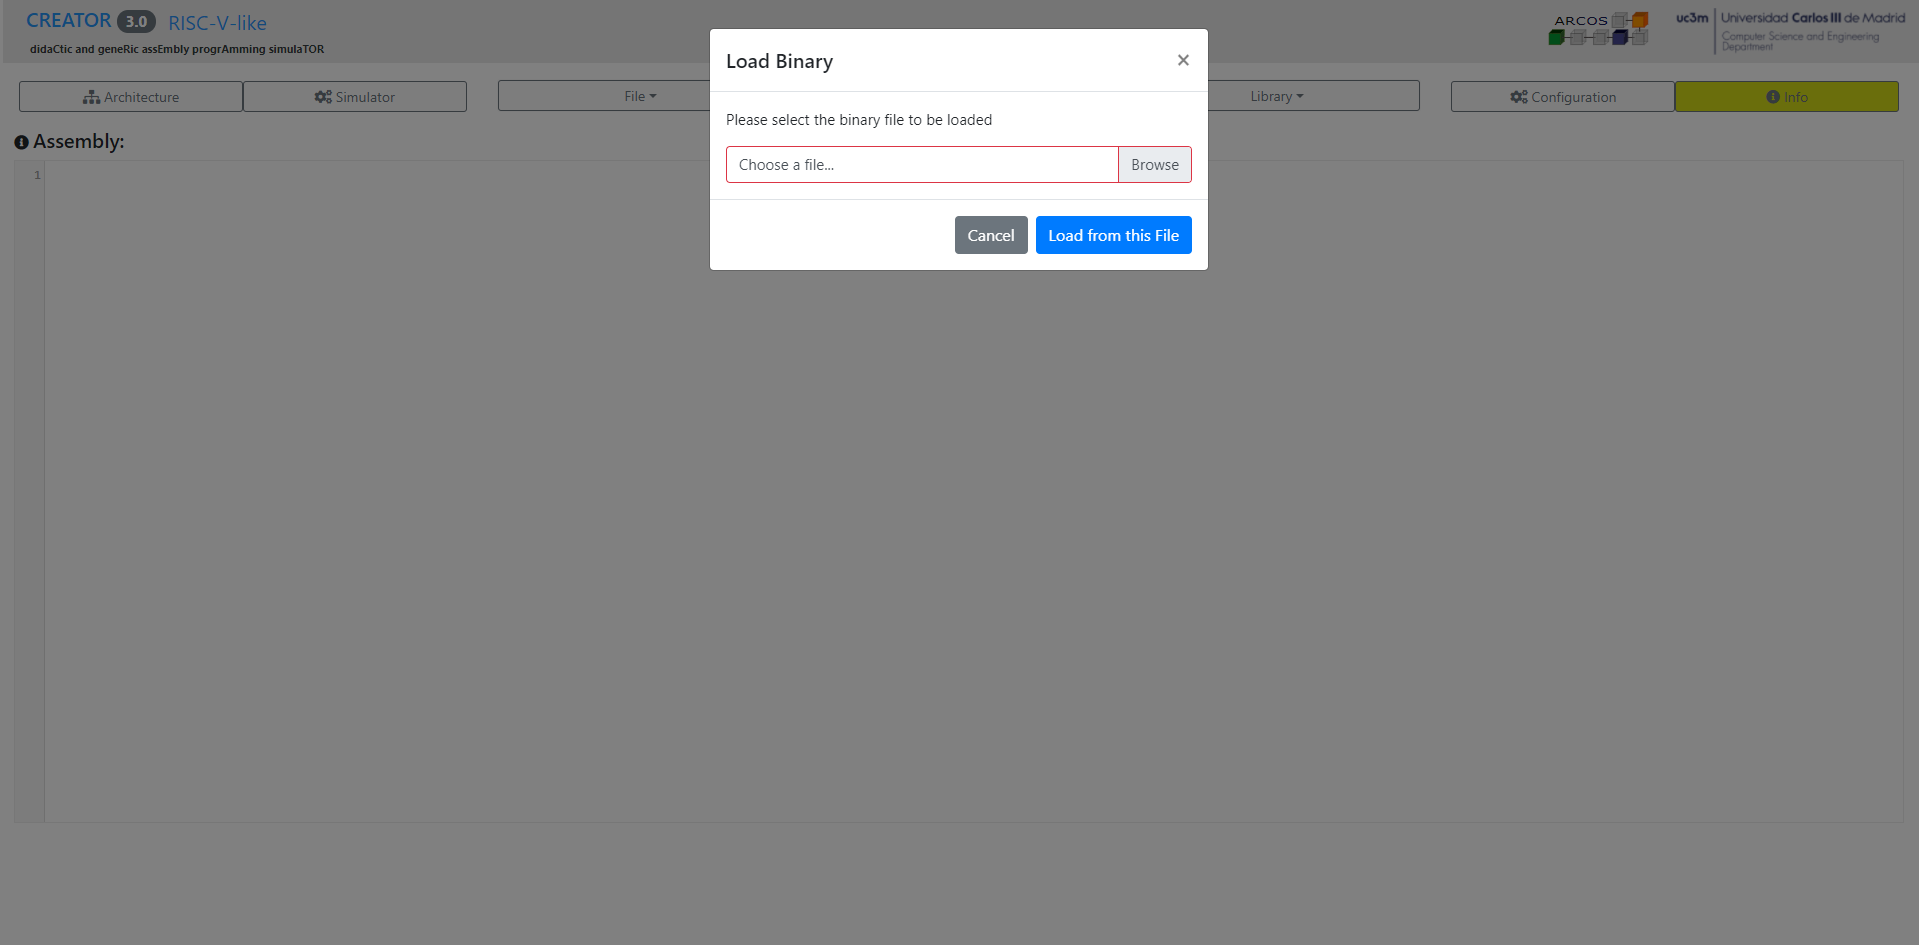 CREATOR 3.0 RISC-V-like
didaCtic and geneRic assEmbly progrAmming simulaTOR
ARCOS
uc3m Universidad Carlos III de Madrid
Computer Science and Engineering
Department
Load Binary ×
Architecture Simulator File Library Configuration Info
Please select the binary file to be loaded
Assembly:
Choose a file... Browse
1
Cancel Load from this File